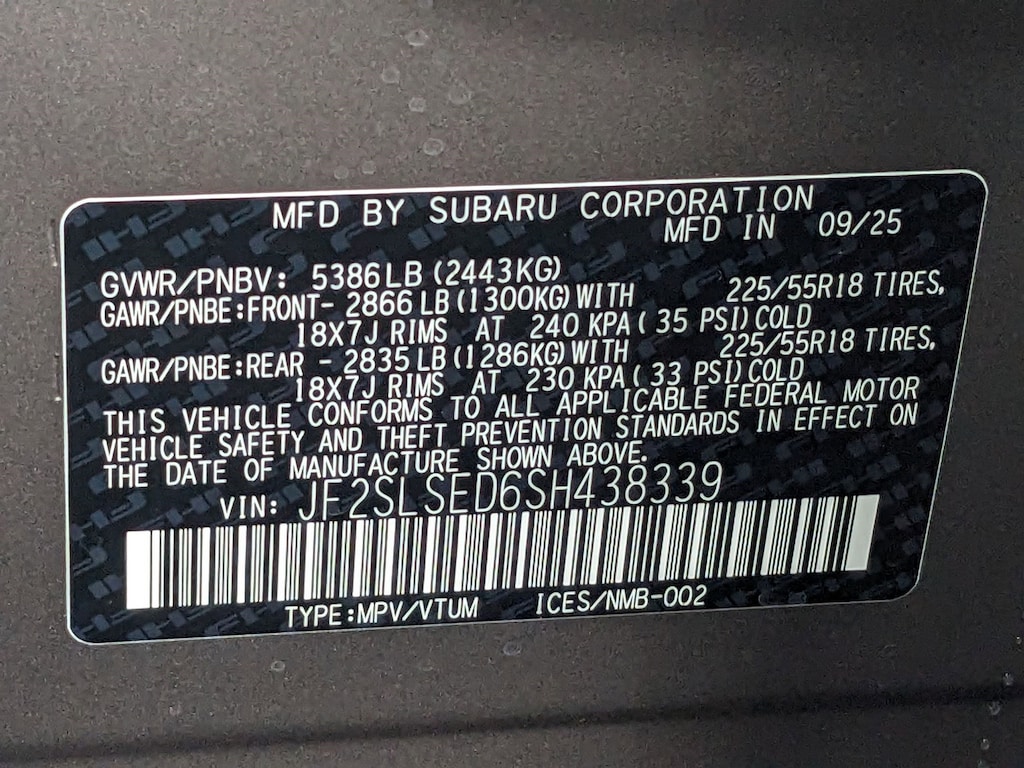 MFD BY SUBARU CORPORATION
MFD IN 09/25
GVWR/PNBV: 5386LB (2443KG)
GAWR/PNBE:FRONT- 2866 LB (1300KG) WITH 225/55R18 TIRES,
18X7J RIMS AT 240 KPA ( 35 PSI) COLD
GAWR/PNBE:REAR - 2835 LB (1286KG) WITH 225/55R18 TIRES,
18X7J RIMS AT 230 KPA ( 33 PSI) COLD
THIS VEHICLE CONFORMS TO ALL APPLICABLE FEDERAL MOTOR
VEHICLE SAFETY AND THEFT PREVENTION STANDARDS IN EFFECT ON
THE DATE OF MANUFACTURE SHOWN ABOVE.
VIN: JF2SLSED6SH438339
TYPE:MPV/VTUM ICES/NMB-002